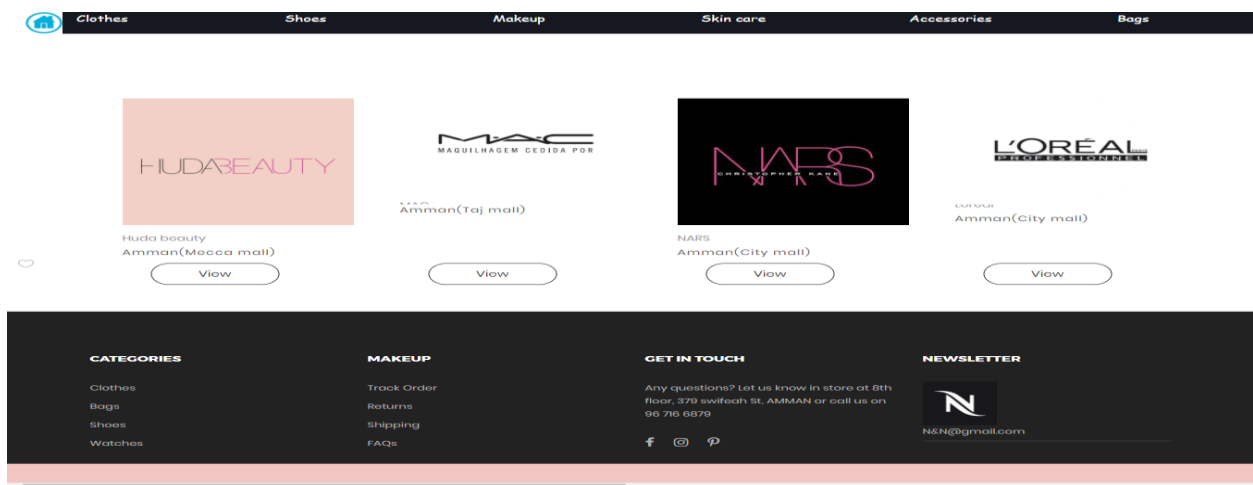 Clothes Shoes Makeup Skin care Accessories Bags
HUDABEAUTY
MAC
MAQUILHAGEM CEDIDA POR
NARS
CHRISTOPHER KANE
L'ORÉAL
PROFESSIONNEL
Huda beauty
Amman(Mecca mall)
View
Amman(Taj mall)
View
NARS
Amman(City mall)
View
Amman(City mall)
View
CATEGORIES
Clothes
Bags
Shoes
Watches
MAKEUP
Track Order
Returns
Shipping
FAQs
GET IN TOUCH
Any questions? Let us know in store at 8th
floor, 379 swifeah St, AMMAN or call us on
96 716 6879
NEWSLETTER
N
N&N@gmail.com